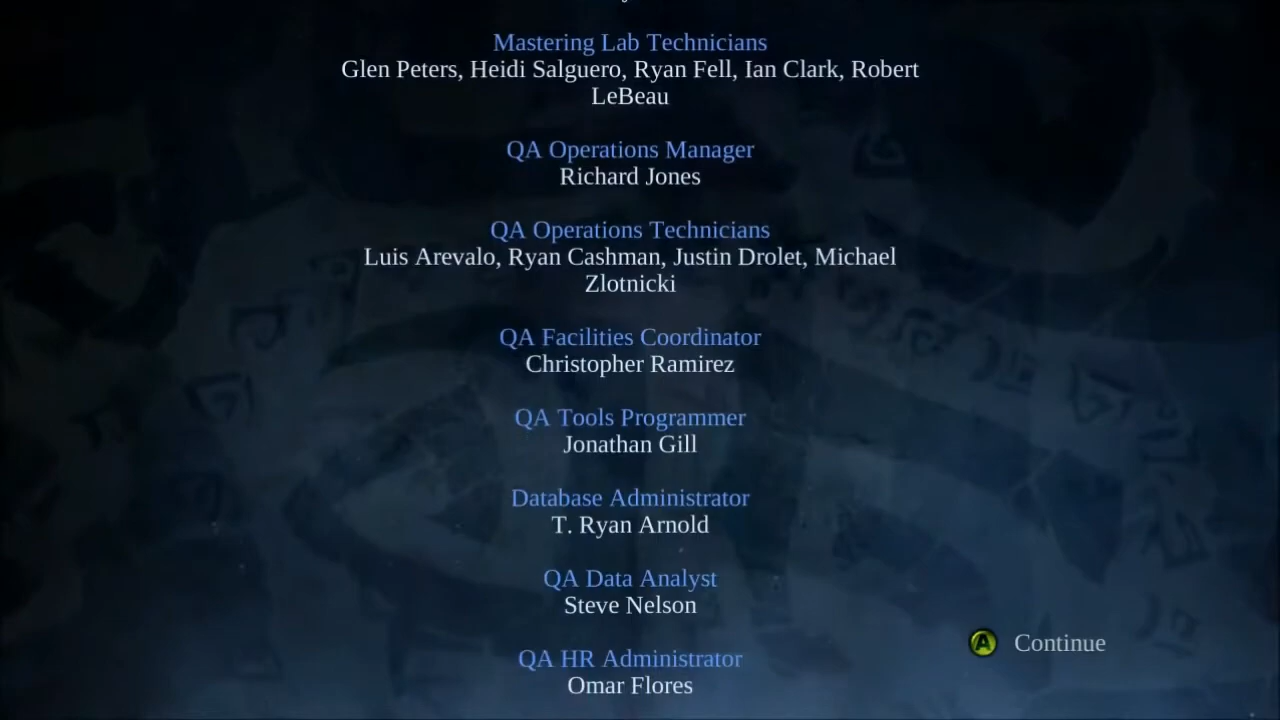 Mastering Lab Technicians
Glen Peters, Heidi Salguero, Ryan Fell, Ian Clark, Robert
LeBeau
QA Operations Manager
Richard Jones
QA Operations Technicians
Luis Arevalo, Ryan Cashman, Justin Drolet, Michael
Zlotnicki
QA Facilities Coordinator
Christopher Ramirez
QA Tools Programmer
Jonathan Gill
Database Administrator
T. Ryan Arnold
QA Data Analyst
Steve Nelson
A Continue
QA HR Administrator
Omar Flores